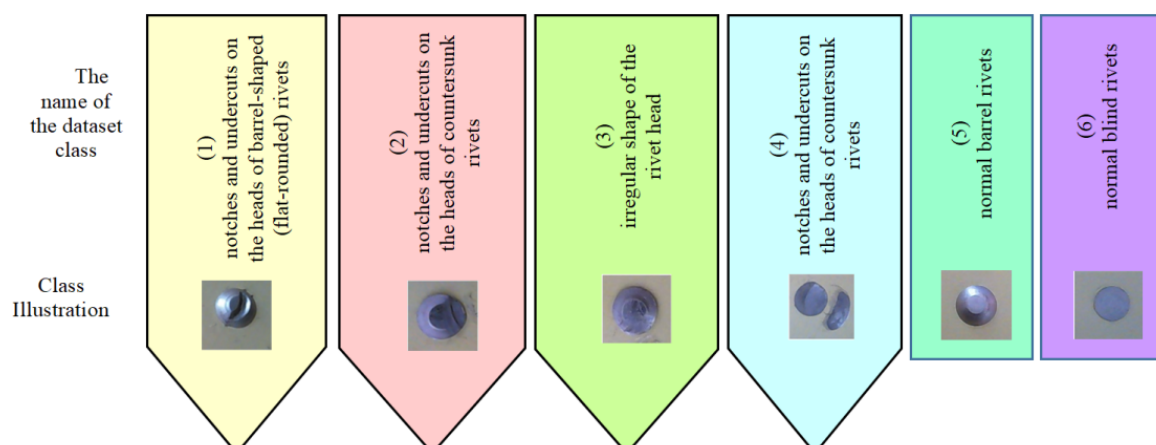 The
name of
the dataset
class
(1)
notches and undercuts on
the heads of barrel-shaped
(flat-rounded) rivets
(2)
notches and undercuts on
the heads of countersunk
rivets
(3)
irregular shape of the
rivet head
(4)
notches and undercuts on
the heads of countersunk
rivets
(5)
normal barrel rivets
(6)
normal blind rivets
Class
Illustration